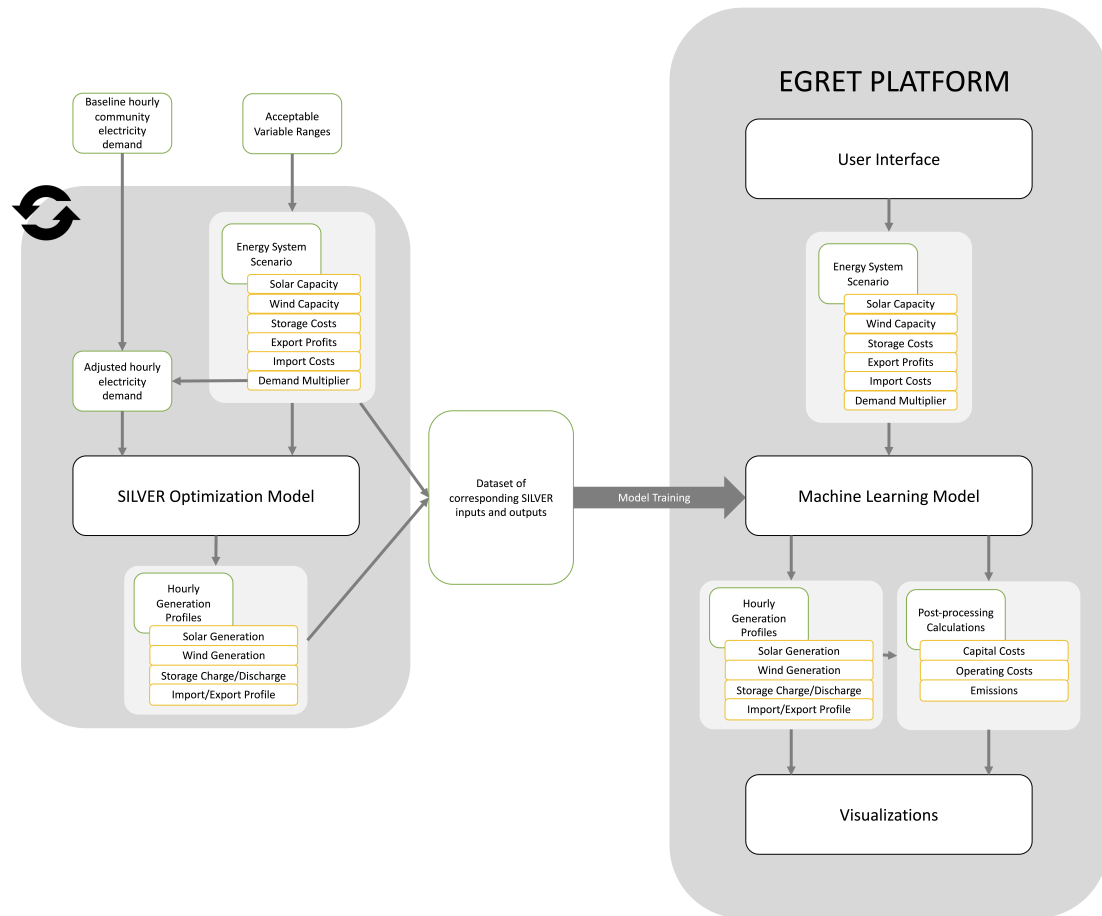 Baseline hourly
community
electricity
demand
Acceptable
Variable Ranges
Energy System
Scenario
Solar Capacity
Wind Capacity
Storage Costs
Export Profits
Import Costs
Demand Multiplier
Adjusted hourly
electricity
demand
SILVER Optimization Model
Hourly
Generation
Profiles
Solar Generation
Wind Generation
Storage Charge/Discharge
Import/Export Profile
Dataset of
corresponding SILVER
inputs and outputs
Model Training
EGRET PLATFORM
User Interface
Energy System
Scenario
Solar Capacity
Wind Capacity
Storage Costs
Export Profits
Import Costs
Demand Multiplier
Machine Learning Model
Hourly
Generation
Profiles
Solar Generation
Wind Generation
Storage Charge/Discharge
Import/Export Profile
Post-processing
Calculations
Capital Costs
Operating Costs
Emissions
Visualizations